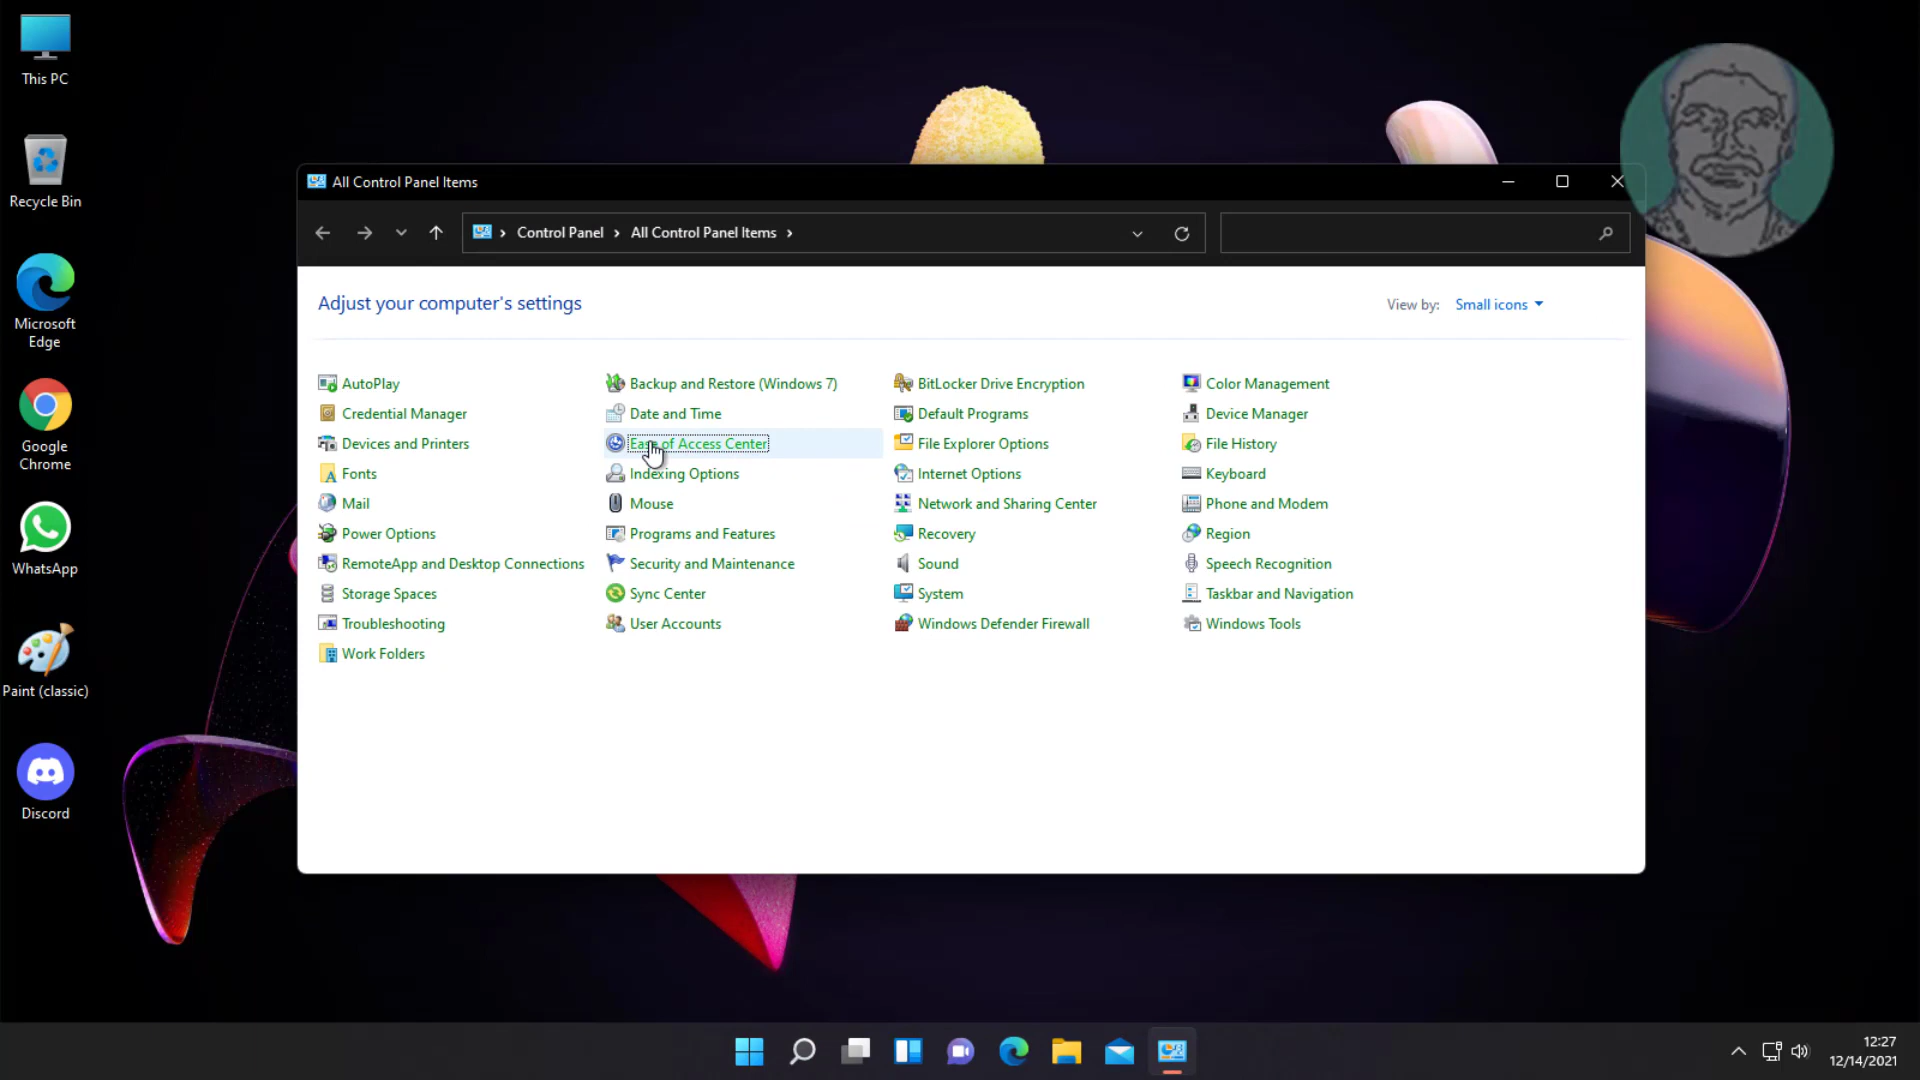 This PC
Recycle Bin
Microsoft
Edge
Google
Chrome
WhatsApp
Paint (classic)
Discord
All Control Panel Items
Control Panel
All Control Panel Items
Adjust your computer's settings
View by: Small icons
AutoPlay
Backup and Restore (Windows 7)
BitLocker Drive Encryption
Color Management
Credential Manager
Date and Time
Default Programs
Device Manager
Devices and Printers
Ease of Access Center
File Explorer Options
File History
Fonts
Indexing Options
Internet Options
Keyboard
Mail
Mouse
Network and Sharing Center
Phone and Modem
Power Options
Programs and Features
Recovery
Region
RemoteApp and Desktop Connections
Security and Maintenance
Sound
Speech Recognition
Storage Spaces
Sync Center
System
Taskbar and Navigation
Troubleshooting
User Accounts
Windows Defender Firewall
Windows Tools
Work Folders
12:27
12/14/2021